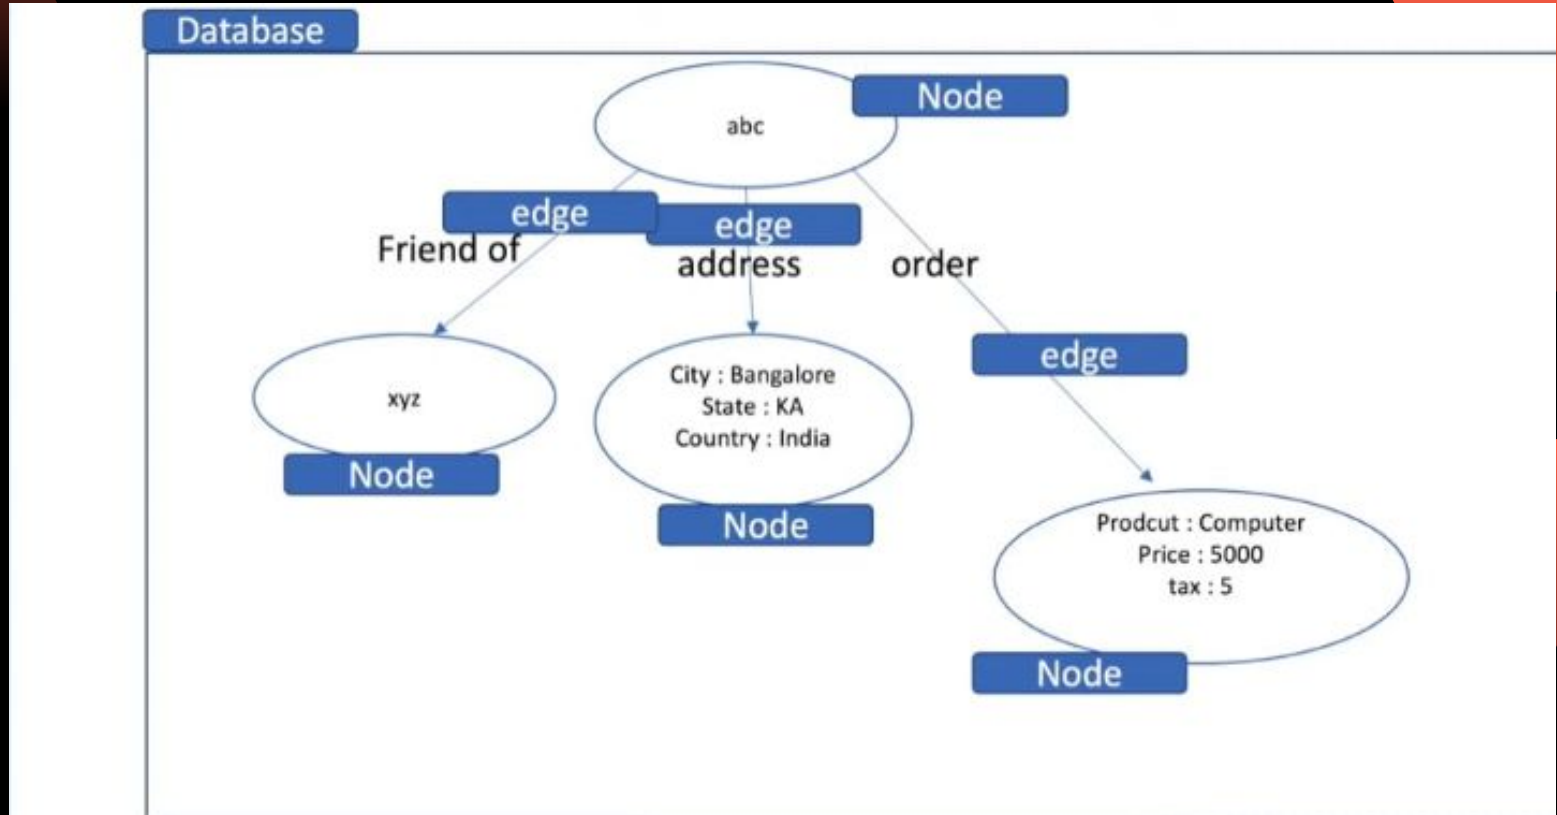 Database
Node
abc
edge
edge
Friend of
address
order
edge
xyz
Node
City : Bangalore
State : KA
Country : India
Node
Prodcut : Computer
Price : 5000
tax : 5
Node